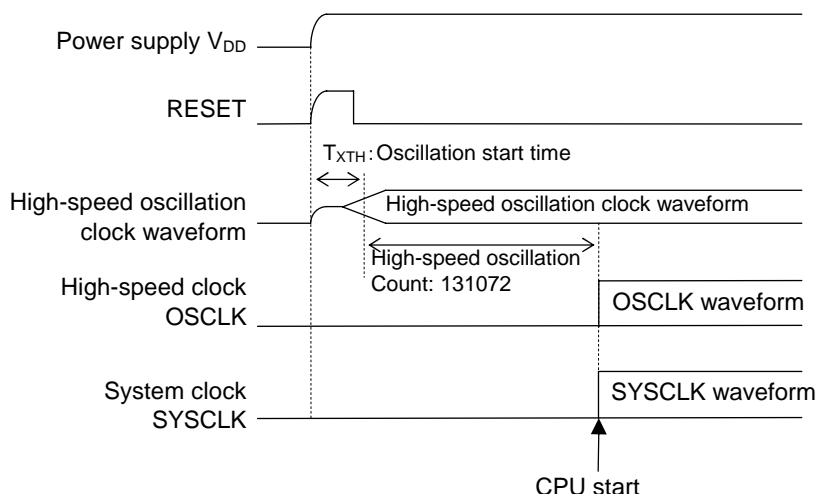 Power supply VDD
RESET
TXTH: Oscillation start time
High-speed oscillation
clock waveform
High-speed oscillation clock waveform
High-speed oscillation
Count: 131072
High-speed clock
OSCLK
OSCLK waveform
System clock
SYSCLK
SYSCLK waveform
CPU start